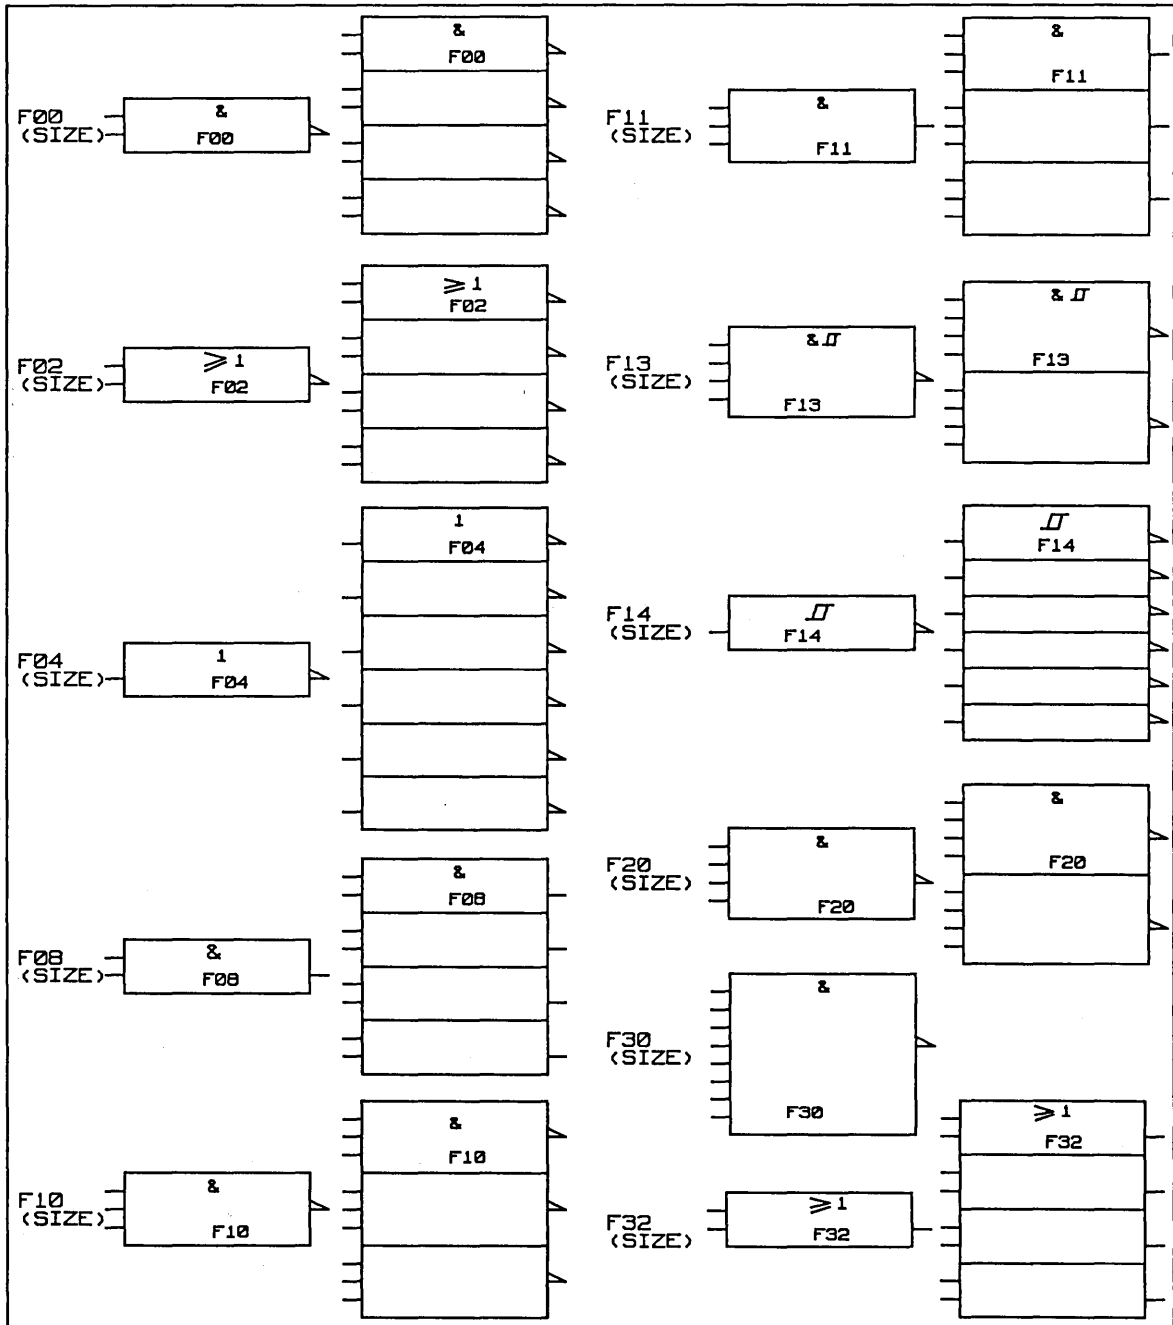 &
F00
F00
(SIZE)
&
F00
≥ 1
F02
F02
(SIZE)
≥ 1
F02
1
F04
F04
(SIZE)
1
F04
&
F08
F08
(SIZE)
&
F08
&
F10
F10
(SIZE)
&
F10
&
F11
F11
(SIZE)
&
F11
&
F13
F13
(SIZE)
&
F13
F14
F14
(SIZE)
F14
&
F20
F20
(SIZE)
&
F20
&
F30
(SIZE)
F30
≥ 1
F32
F32
(SIZE)
≥ 1
F32